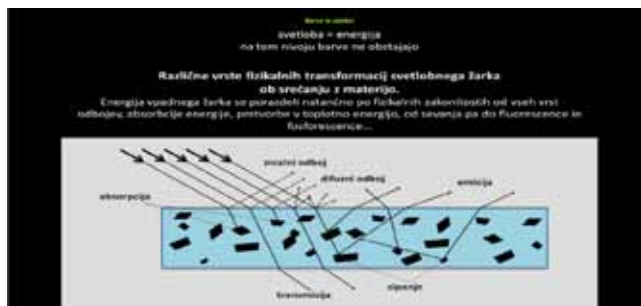 svetloba = energija
na tem nivoju barve ne obstajajo
Različne vrste fizikalnih transformacij svetlobnega žarka
ob srečanju z materijo.
Energija vpadnega žarka se porazdeli natančno po fizikalnih zakonitostih od vseh vrst
odbojev, absorbcije energije, pretvorbe v toplotno energijo, od sevanja pa do fluorescence in
fosforescence...
zrcalni odboj
difuzni odboj
emisija
absorpcija
transmisija
sipanje